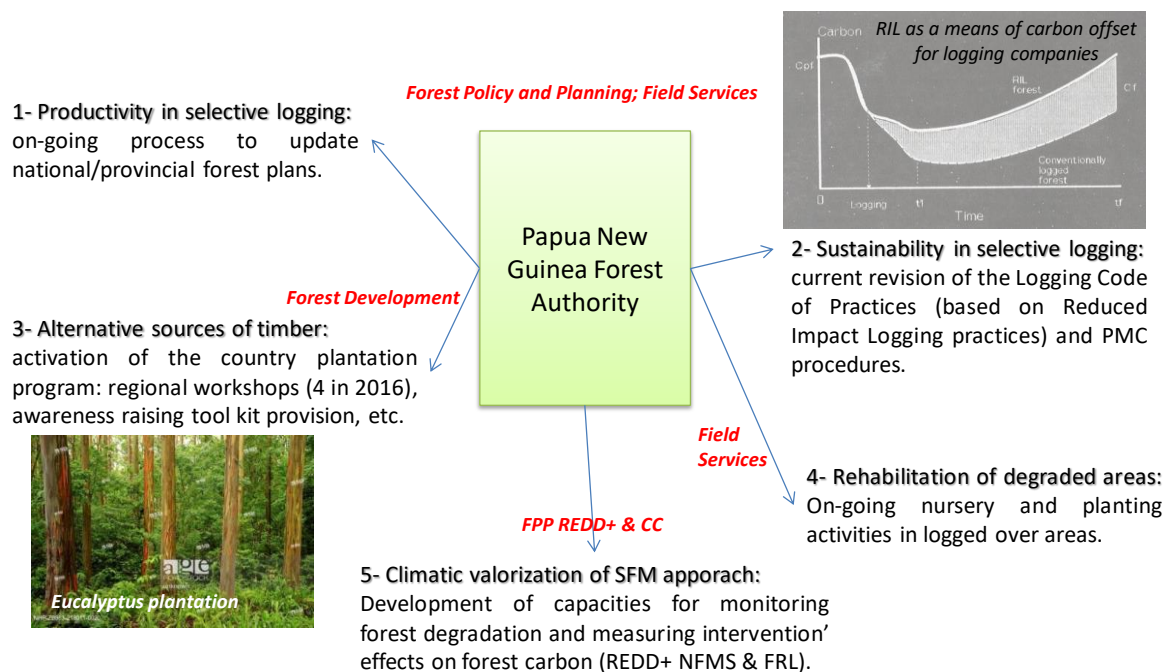 RIL as a means of carbon offset
for logging companies
Carbon
Cpf
RIL
forest
Cf
Conventionally
logged
forest
0
Logging
t1
tf
Time
Forest Policy and Planning; Field Services
1- Productivity in selective logging:
on-going process to update
national/provincial forest plans.
Papua New
Guinea Forest
Authority
2- Sustainability in selective logging:
current revision of the Logging Code
of Practices (based on Reduced
Impact Logging practices) and PMC
procedures.
Forest Development
3- Alternative sources of timber:
activation of the country plantation
program: regional workshops (4 in 2016),
awareness raising tool kit provision, etc.
age
Eucalyptus plantation
Field
Services
4- Rehabilitation of degraded areas:
On-going nursery and planting
activities in logged over areas.
FPP REDD+ & CC
5- Climatic valorization of SFM apporach:
Development of capacities for monitoring
forest degradation and measuring intervention'
effects on forest carbon (REDD+ NFMS & FRL).